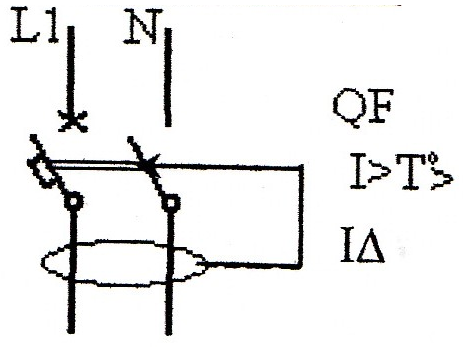 L1 N
QF
I> T°>
IΔ